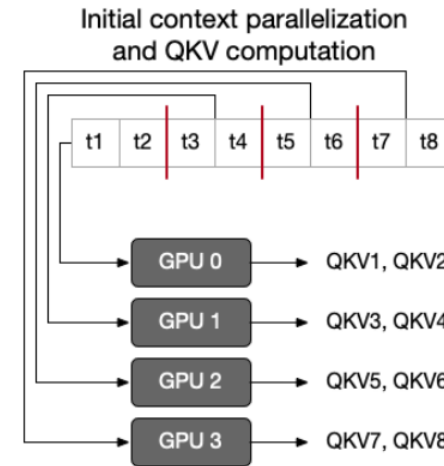 Initial context parallelization
and QKV computation
t1 t2 t3 t4 t5 t6 t7 t8
GPU 0 QKV1, QKV2
GPU 1 QKV3, QKV4
GPU 2 QKV5, QKV6
GPU 3 QKV7, QKV8